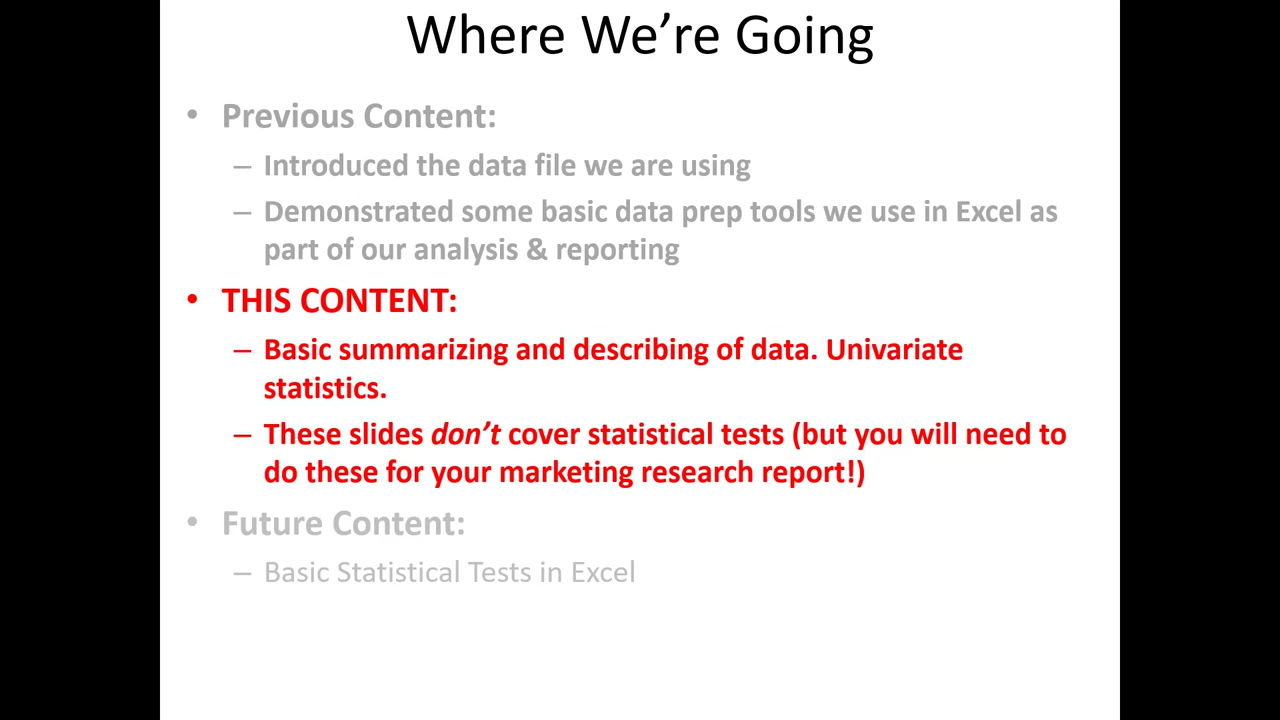 Where We’re Going
• Previous Content:
– Introduced the data file we are using
– Demonstrated some basic data prep tools we use in Excel as
part of our analysis & reporting
• THIS CONTENT:
– Basic summarizing and describing of data. Univariate
statistics.
– These slides don’t cover statistical tests (but you will need to
do these for your marketing research report!)
• Future Content:
– Basic Statistical Tests in Excel